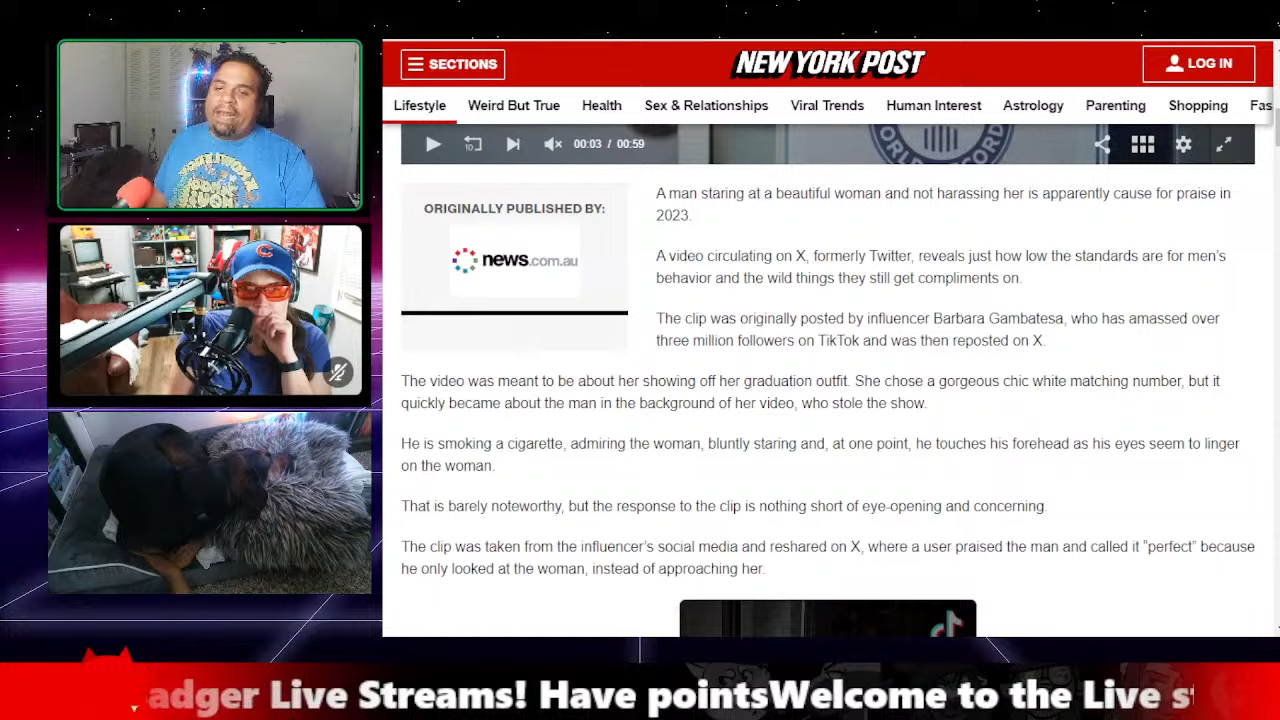 SECTIONS
NEW YORK POST
LOG IN
Lifestyle Weird But True Health Sex & Relationships Viral Trends Human Interest Astrology Parenting Shopping Fas
10
00:03 / 00:59
ORIGINALLY PUBLISHED BY:
news.com.au
A man staring at a beautiful woman and not harassing her is apparently cause for praise in
2023.
A video circulating on X, formerly Twitter, reveals just how low the standards are for men's
behavior and the wild things they still get compliments on.
The clip was originally posted by influencer Barbara Gambatesa, who has amassed over
three million followers on TikTok and was then reposted on X.
The video was meant to be about her showing off her graduation outfit. She chose a gorgeous chic white matching number, but it
quickly became about the man in the background of her video, who stole the show.
He is smoking a cigarette, admiring the woman, bluntly staring and, at one point, he touches his forehead as his eyes seem to linger
on the woman.
That is barely noteworthy, but the response to the clip is nothing short of eye-opening and concerning.
The clip was taken from the influencer's social media and reshared on X, where a user praised the man and called it "perfect" because
he only looked at the woman, instead of approaching her.
adger Live Streams! Have pointsWelcome to the Live s